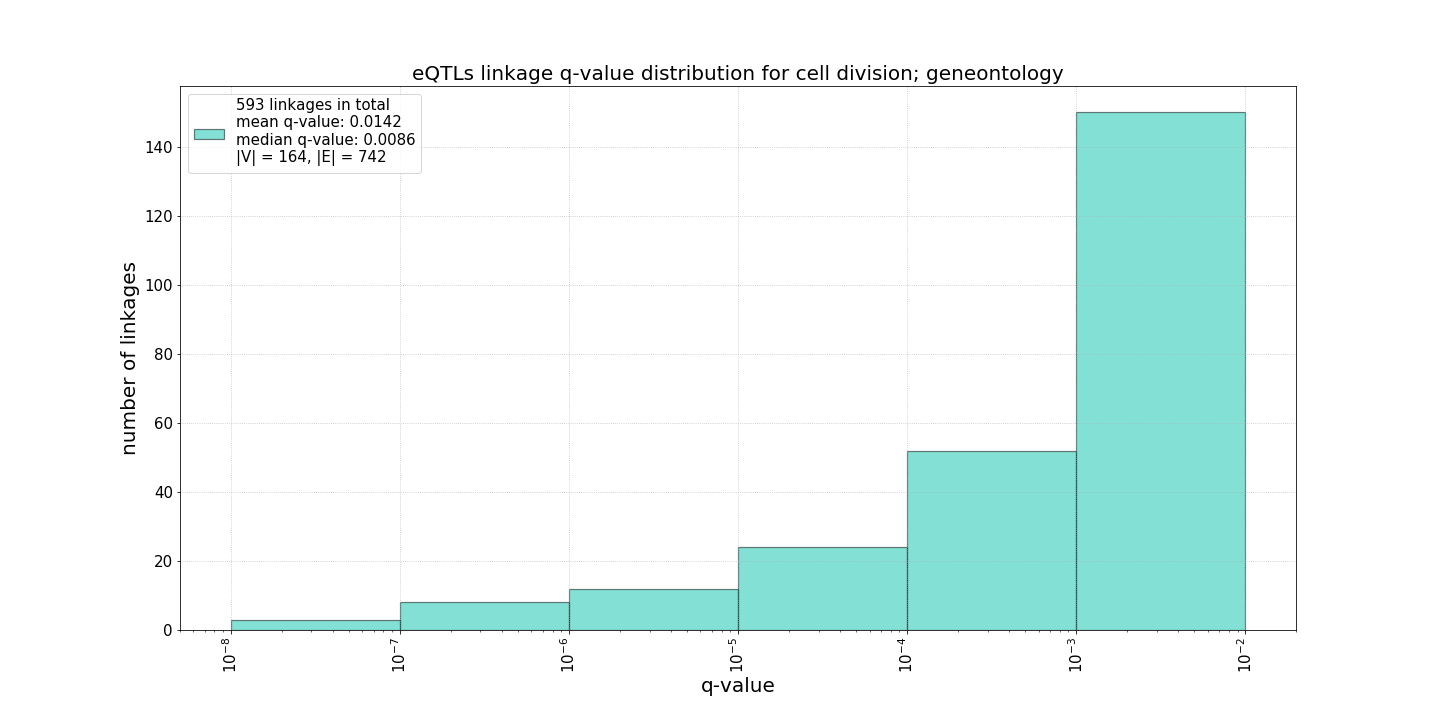 eQTLs linkage q-value distribution for cell division; geneontology
593 linkages in total
mean q-value: 0.0142
median q-value: 0.0086
|V| = 164, |E| = 742
number of linkages
140
120
100
80
60
40
20
0
10⁻⁸
10⁻⁷
10⁻⁶
10⁻⁵
10⁻⁴
10⁻³
10⁻²
q-value